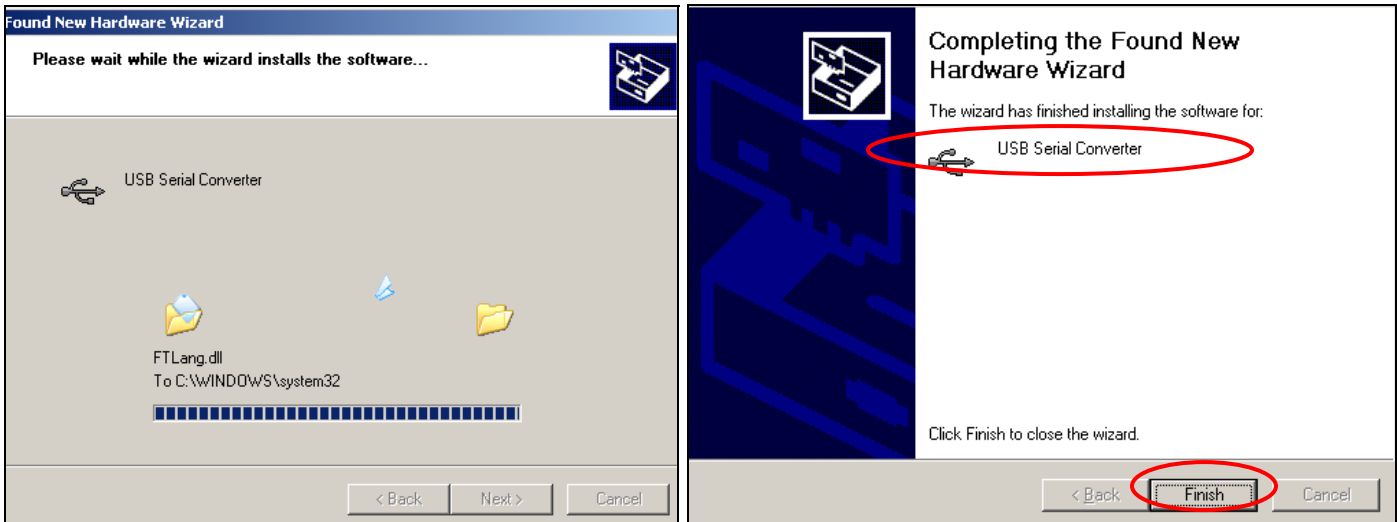 Found New Hardware Wizard
Please wait while the wizard installs the software...
USB Serial Converter
FTLang.dll
To C:\WINDOWS\system32
< Back
Next >
Cancel
Completing the Found New
Hardware Wizard
The wizard has finished installing the software for:
USB Serial Converter
Click Finish to close the wizard.
< Back
Finish
Cancel